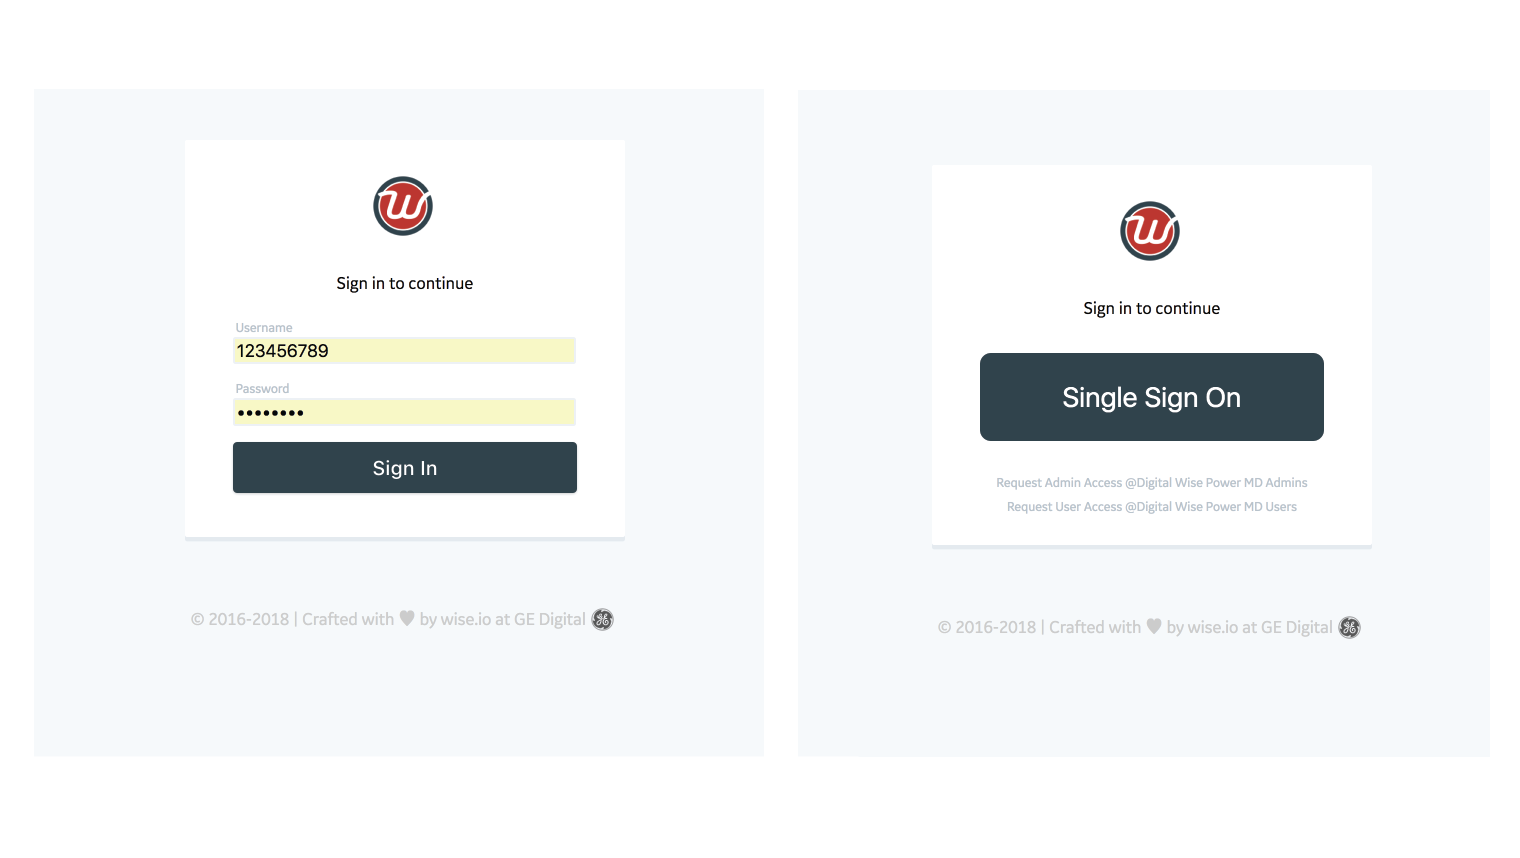 W
Sign in to continue
Username
123456789
Password
••••••••
Sign In
© 2016-2018 | Crafted with ♥ by wise.io at GE Digital GE
W
Sign in to continue
Single Sign On
Request Admin Access @Digital Wise Power MD Admins
Request User Access @Digital Wise Power MD Users
© 2016-2018 | Crafted with ♥ by wise.io at GE Digital GE